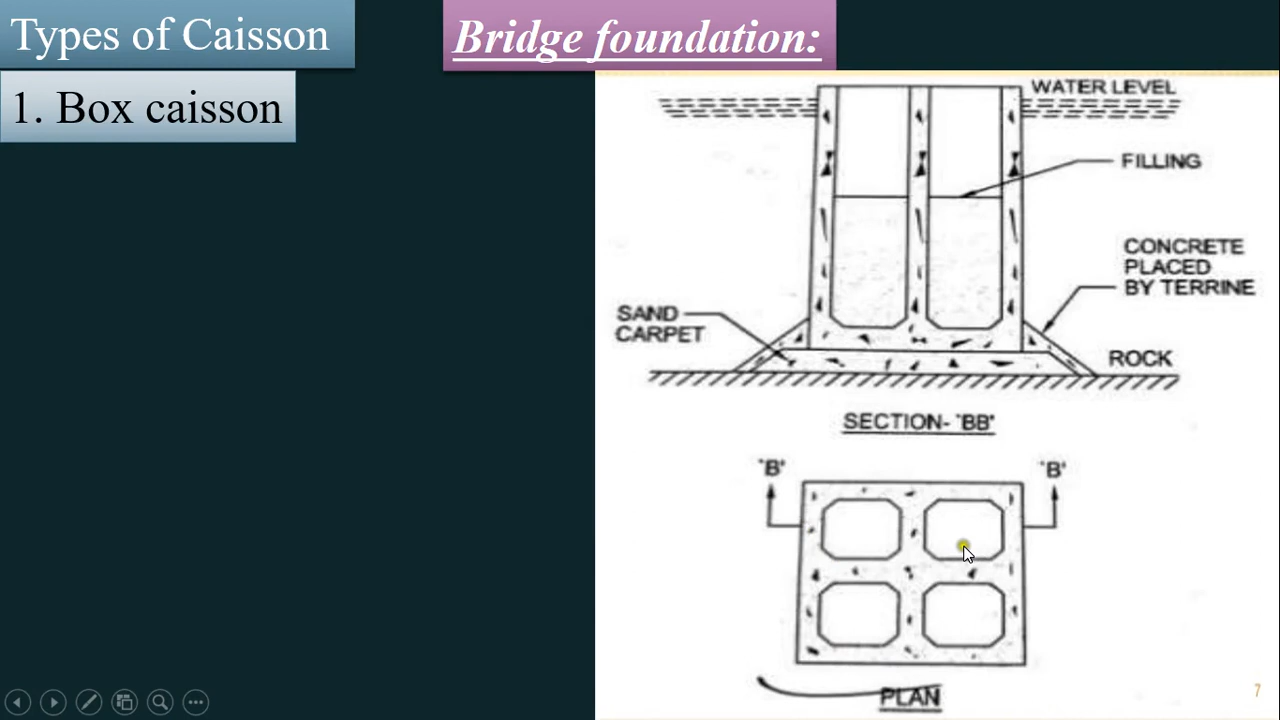 Types of Caisson
Bridge foundation:
1. Box caisson
WATER LEVEL
FILLING
CONCRETE
PLACED
BY TERRINE
SAND
CARPET
ROCK
SECTION- 'BB'
'B'
'B'
PLAN
7